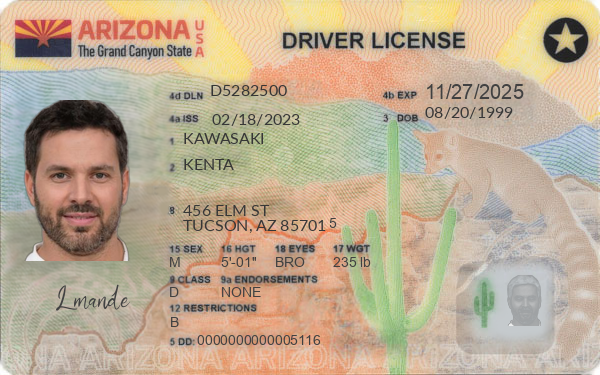 ARIZONA USA
The Grand Canyon State
DRIVER LICENSE
4d DLN D5282500
4b EXP 11/27/2025
4a ISS 02/18/2023
3 DOB 08/20/1999
1 KAWASAKI
2 KENTA
8 456 ELM ST
TUCSON, AZ 85701 5
15 SEX 16 HGT 18 EYES 17 WGT
M 5'-01" BRO 235 lb
9 CLASS 9a ENDORSEMENTS
D NONE
12 RESTRICTIONS
B
5 DD: 0000000000005116
Lmande
ARIZONA ARIZONA ARIZONA ARIZONA